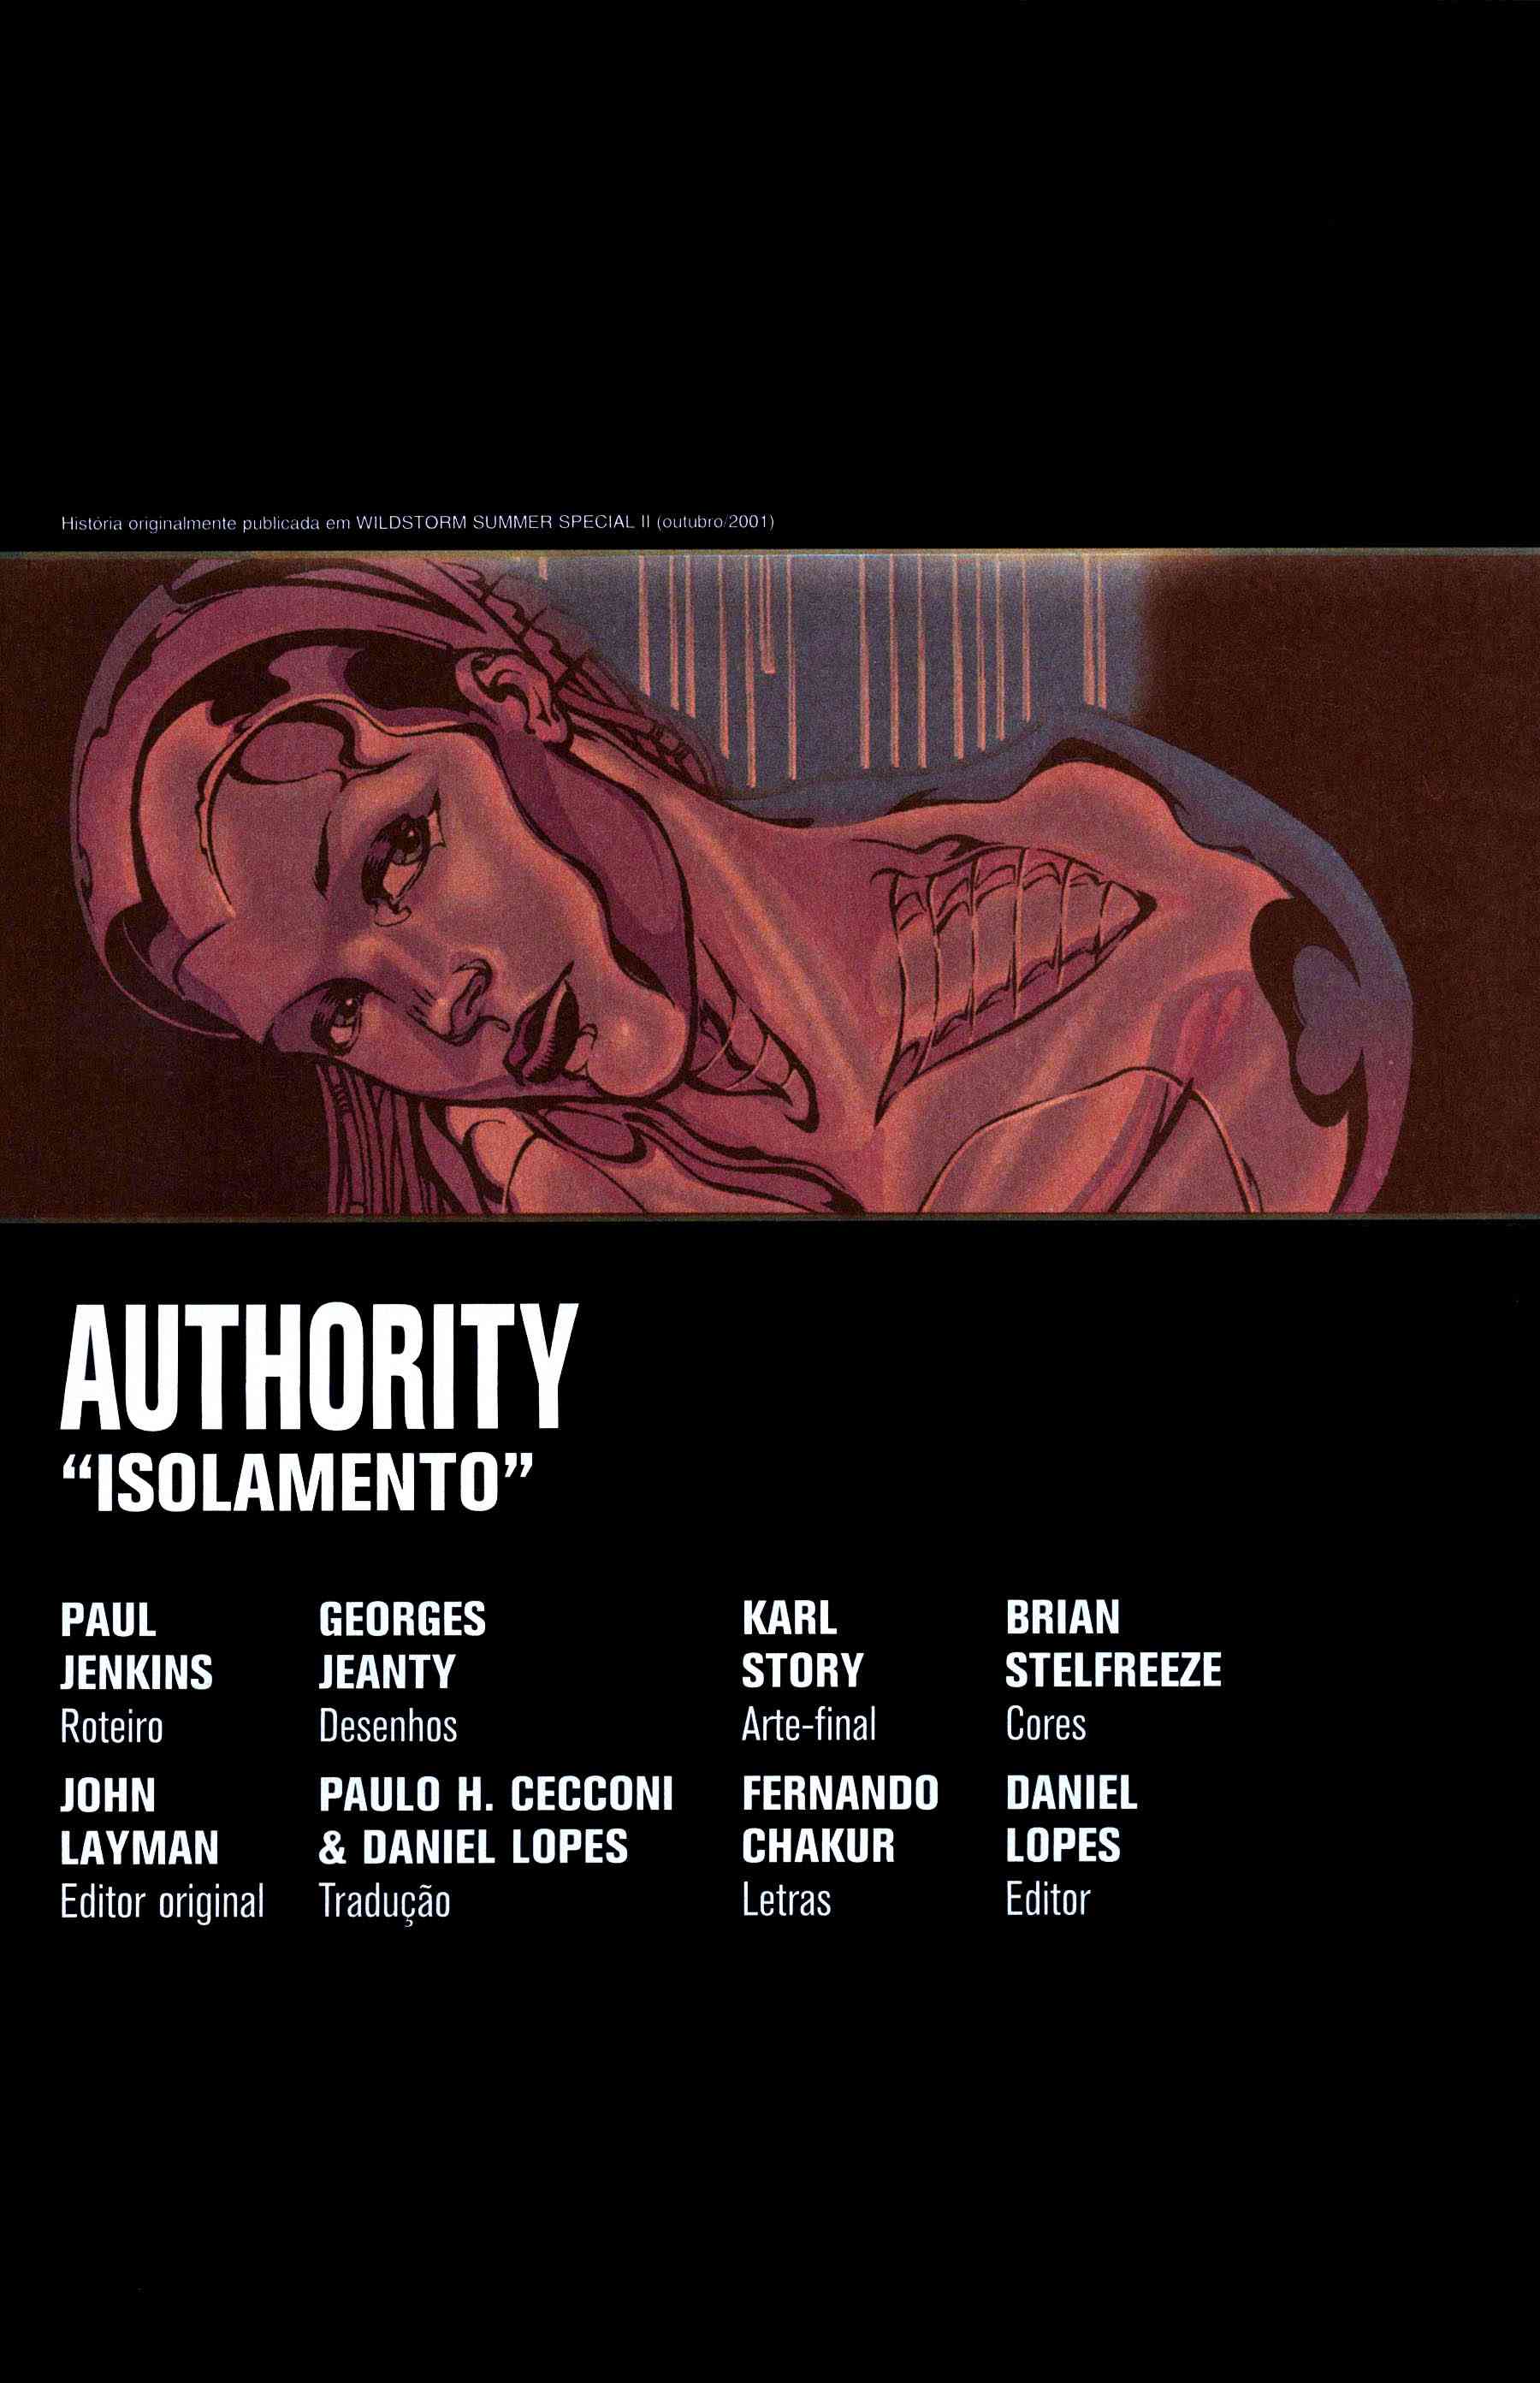 História originalmente publicada em WILDSTORM SUMMER SPECIAL II (outubro/2001)
AUTHORITY
“ISOLAMENTO”
PAUL
JENKINS
Roteiro
GEORGES
JEANTY
Desenhos
KARL
STORY
Arte-final
BRIAN
STELFREEZE
Cores
JOHN
LAYMAN
Editor original
PAULO H. CECCONI
& DANIEL LOPES
Tradução
FERNANDO
CHAKUR
Letras
DANIEL
LOPES
Editor